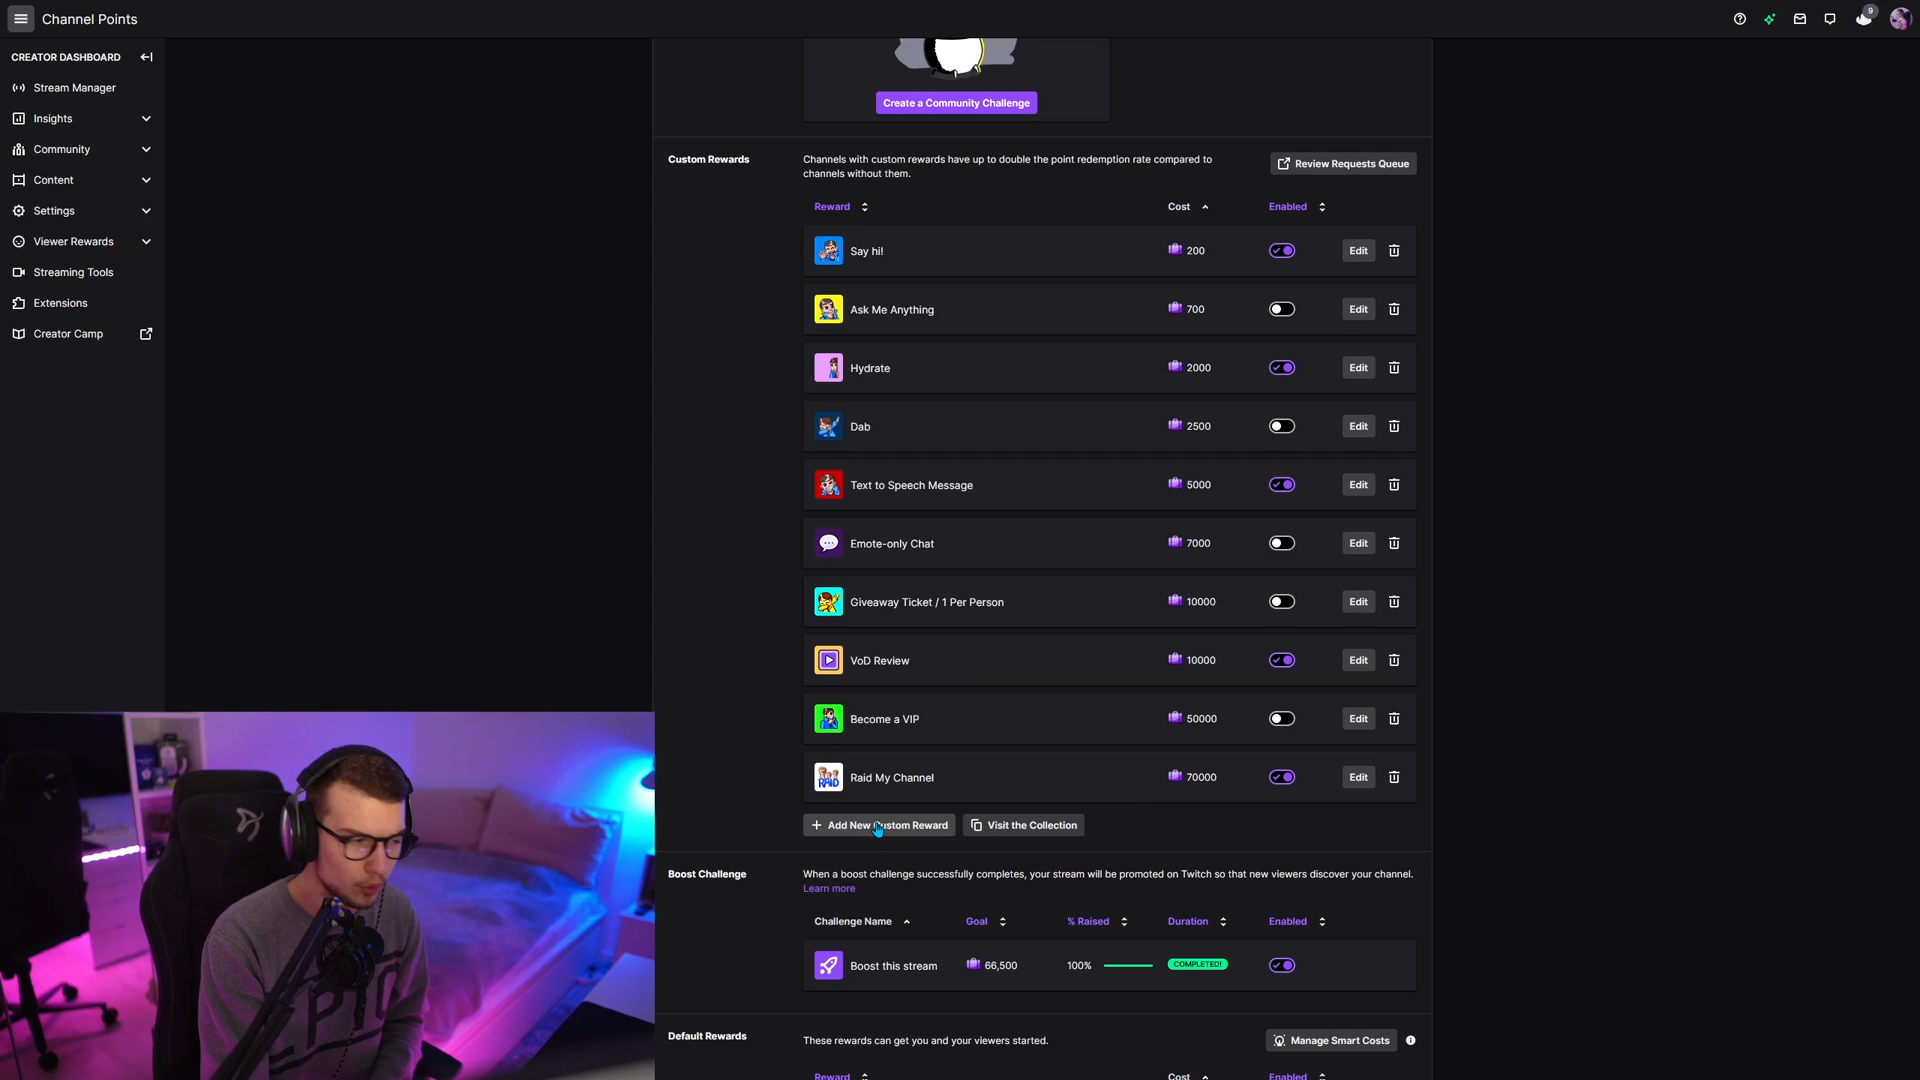 Channel Points
9
CREATOR DASHBOARD
Stream Manager
Insights
Community
Content
Settings
Viewer Rewards
Streaming Tools
Extensions
Creator Camp
Create a Community Challenge
Custom Rewards
Channels with custom rewards have up to double the point redemption rate compared to
channels without them.
Review Requests Queue
Reward Cost Enabled
Say hi! 200 Edit
Ask Me Anything 700 Edit
Hydrate 2000 Edit
Dab 2500 Edit
Text to Speech Message 5000 Edit
Emote-only Chat 7000 Edit
Giveaway Ticket / 1 Per Person 10000 Edit
VoD Review 10000 Edit
Become a VIP 50000 Edit
RAID Raid My Channel 70000 Edit
Add New Custom Reward Visit the Collection
Boost Challenge
When a boost challenge successfully completes, your stream will be promoted on Twitch so that new viewers discover your channel.
Learn more
Challenge Name Goal % Raised Duration Enabled
Boost this stream 66,500 100% COMPLETED!
Default Rewards
These rewards can get you and your viewers started.
Manage Smart Costs
Reward Cost Enabled